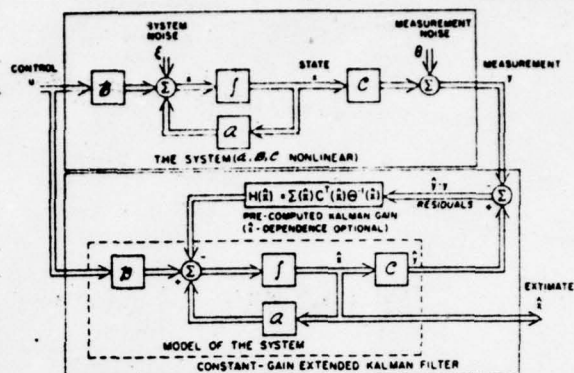 SYSTEM
NOISE
ξ
MEASUREMENT
NOISE
θ
CONTROL
u
STATE
x
MEASUREMENT
y
B
Σ
ẋ
∫
C
Σ
a
THE SYSTEM (a, B, C NONLINEAR)
H(x̂) = Σ(x̂)Cᵀ(x̂)Θ⁻¹(x̂)
ŷ-y
RESIDUALS
-
Σ
+
PRE-COMPUTED KALMAN GAIN
(x̂-DEPENDENCE OPTIONAL)
-
B
+
Σ
∫
x̂
C
ŷ
a
EXTIMATE
x̂
MODEL OF THE SYSTEM
CONSTANT-GAIN EXTENDED KALMAN FILTER